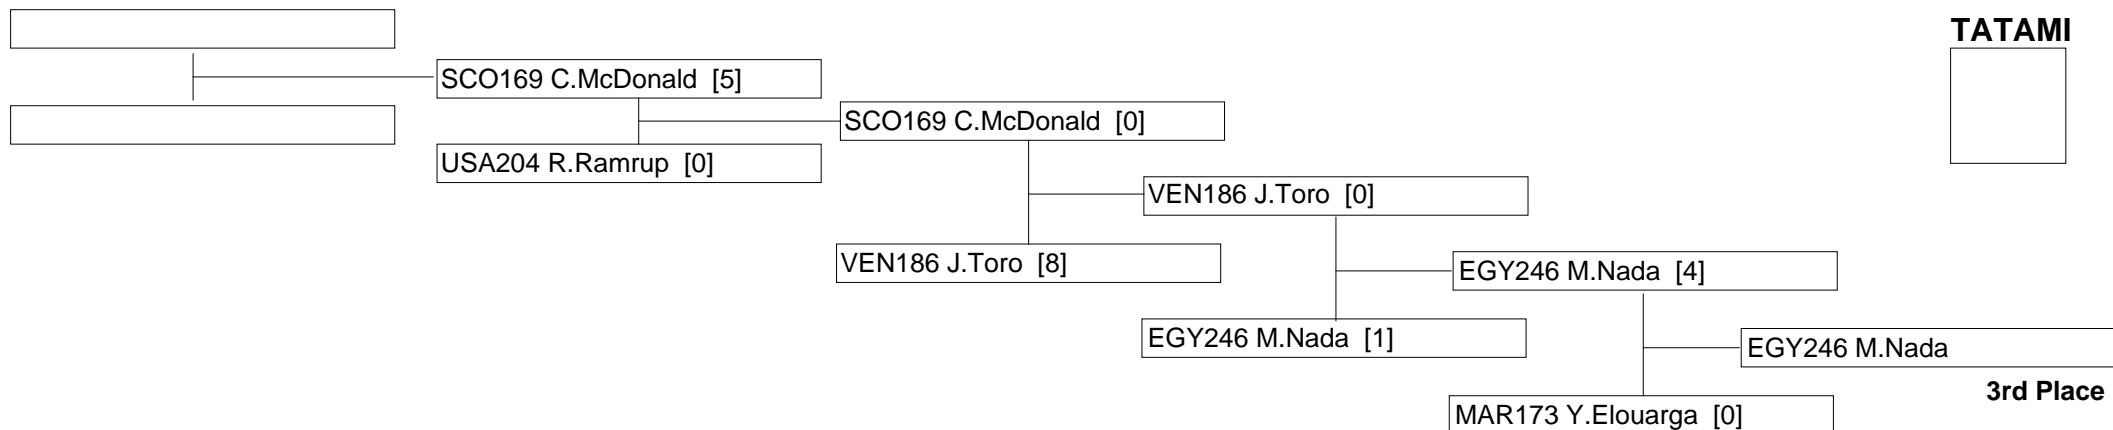 TATAMI
SCO169 C.McDonald [5]
SCO169 C.McDonald [0]
USA204 R.Ramrup [0]
VEN186 J.Toro [0]
VEN186 J.Toro [8]
EGY246 M.Nada [4]
EGY246 M.Nada [1]
EGY246 M.Nada
3rd Place
MAR173 Y.Elouarga [0]